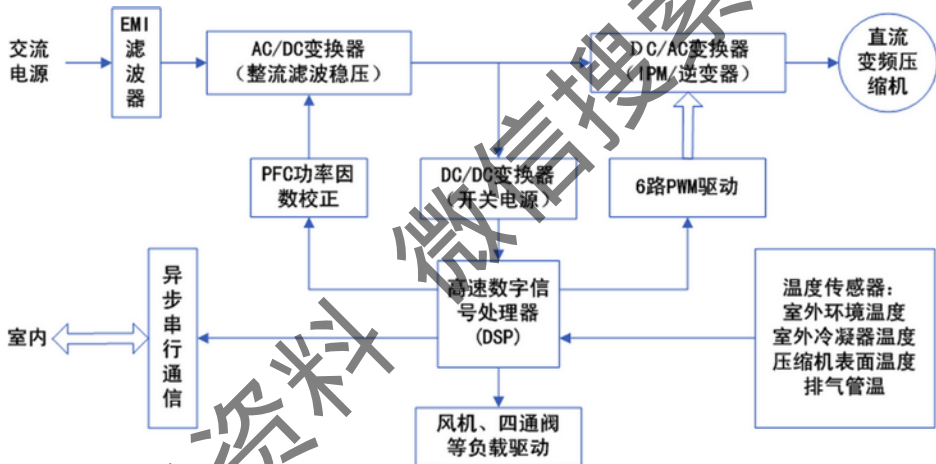 交流
电源
EMI
滤
波
器
AC/DC变换器
（整流滤波稳压）
DC/AC变换器
（IPM/逆变器）
直流
变频压
缩机
PFC功率因
数校正
DC/DC变换器
（开关电源）
6路PWM驱动
室内
异
步
串
行
通
信
高速数字信
号处理器
(DSP)
温度传感器：
室外环境温度
室外冷凝器温度
压缩机表面温度
排气管温
风机、四通阀
等负载驱动
资料 微信搜索